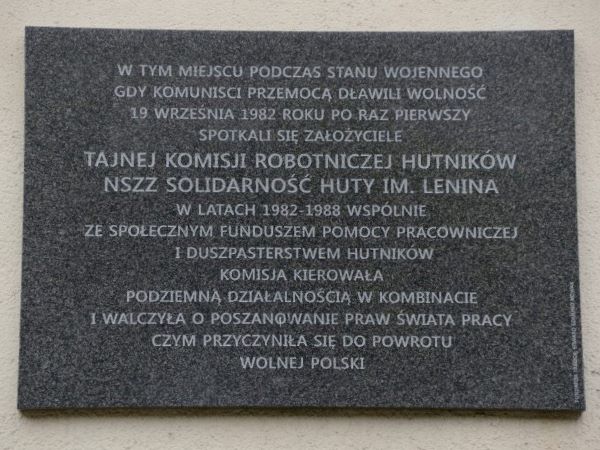 W TYM MIEJSCU PODCZAS STANU WOJENNEGO
GDY KOMUNISCI PRZEMOCĄ DŁAWILI WOLNOŚĆ
19 WRZEŚNIA 1982 ROKU PO RAZ PIERWSZY
SPOTKALI SIĘ ZAŁOŻYCIELE
TAJNEJ KOMISJI ROBOTNICZEJ HUTNIKÓW
NSZZ SOLIDARNOŚĆ HUTY IM. LENINA
W LATACH 1982-1988 WSPÓLNIE
ZE SPOŁECZNYM FUNDUSZEM POMOCY PRACOWNICZEJ
I DUSZPASTERSTWEM HUTNIKÓW
KOMISJA KIEROWAŁA
PODZIEMNĄ DZIAŁALNOŚCIĄ W KOMBINACIE
I WALCZYŁA O POSZANOWANIE PRAW ŚWIATA PRACY
CZYM PRZYCZYNIŁA SIĘ DO POWROTU
WOLNEJ POLSKI